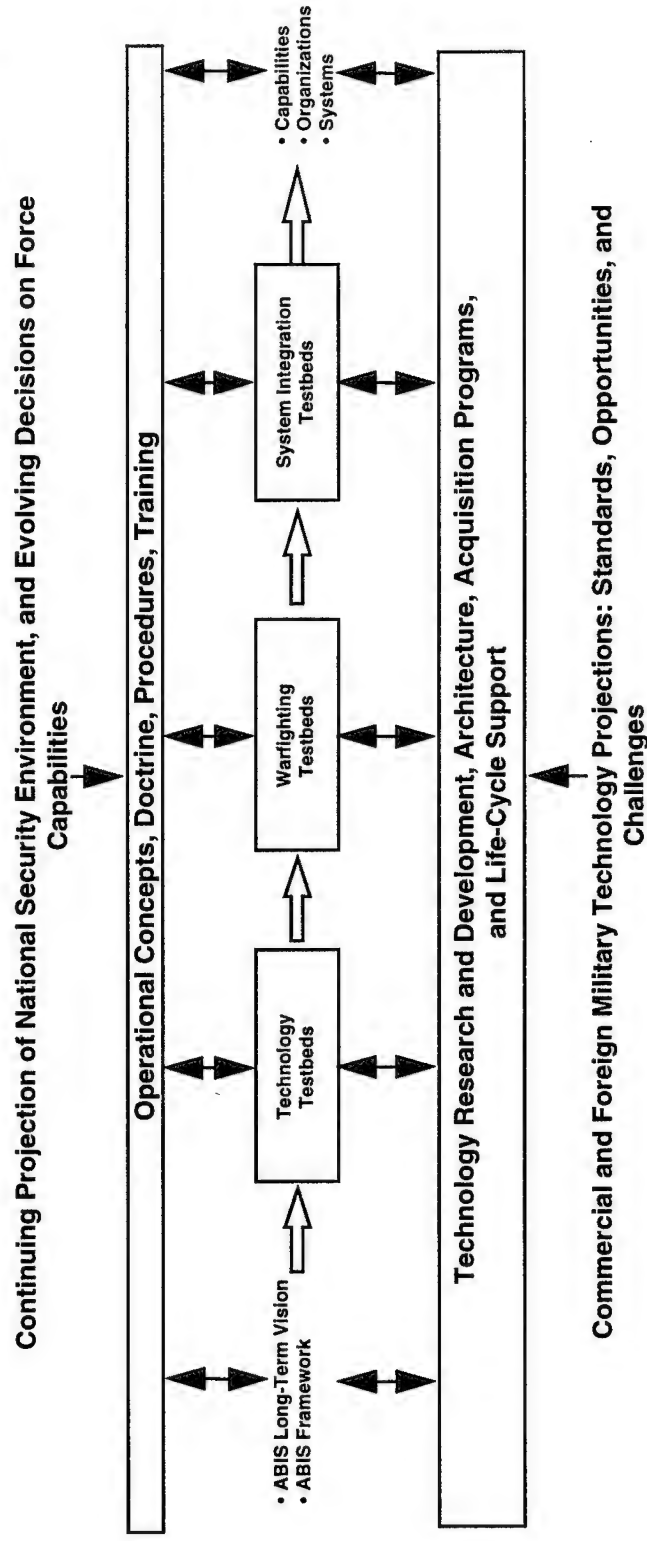 Continuing Projection of National Security Environment, and Evolving Decisions on Force
Capabilities
Operational Concepts, Doctrine, Procedures, Training
• ABIS Long-Term Vision
• ABIS Framework
Technology
Testbeds
Warfighting
Testbeds
System Integration
Testbeds
• Capabilities
• Organizations
• Systems
Technology Research and Development, Architecture, Acquisition Programs,
and Life-Cycle Support
Commercial and Foreign Military Technology Projections: Standards, Opportunities, and
Challenges